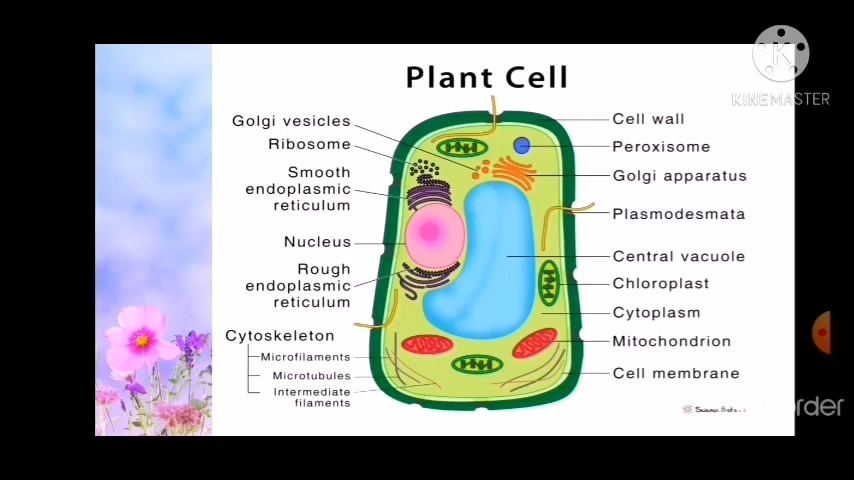 KINEMASTER
Plant Cell
Golgi vesicles
Ribosome
Smooth
endoplasmic
reticulum
Nucleus
Rough
endoplasmic
reticulum
Cytoskeleton
Microfilaments
Microtubules
Intermediate
filaments
Cell wall
Peroxisome
Golgi apparatus
Plasmodesmata
Central vacuole
Chloroplast
Cytoplasm
Mitochondrion
Cell membrane
order